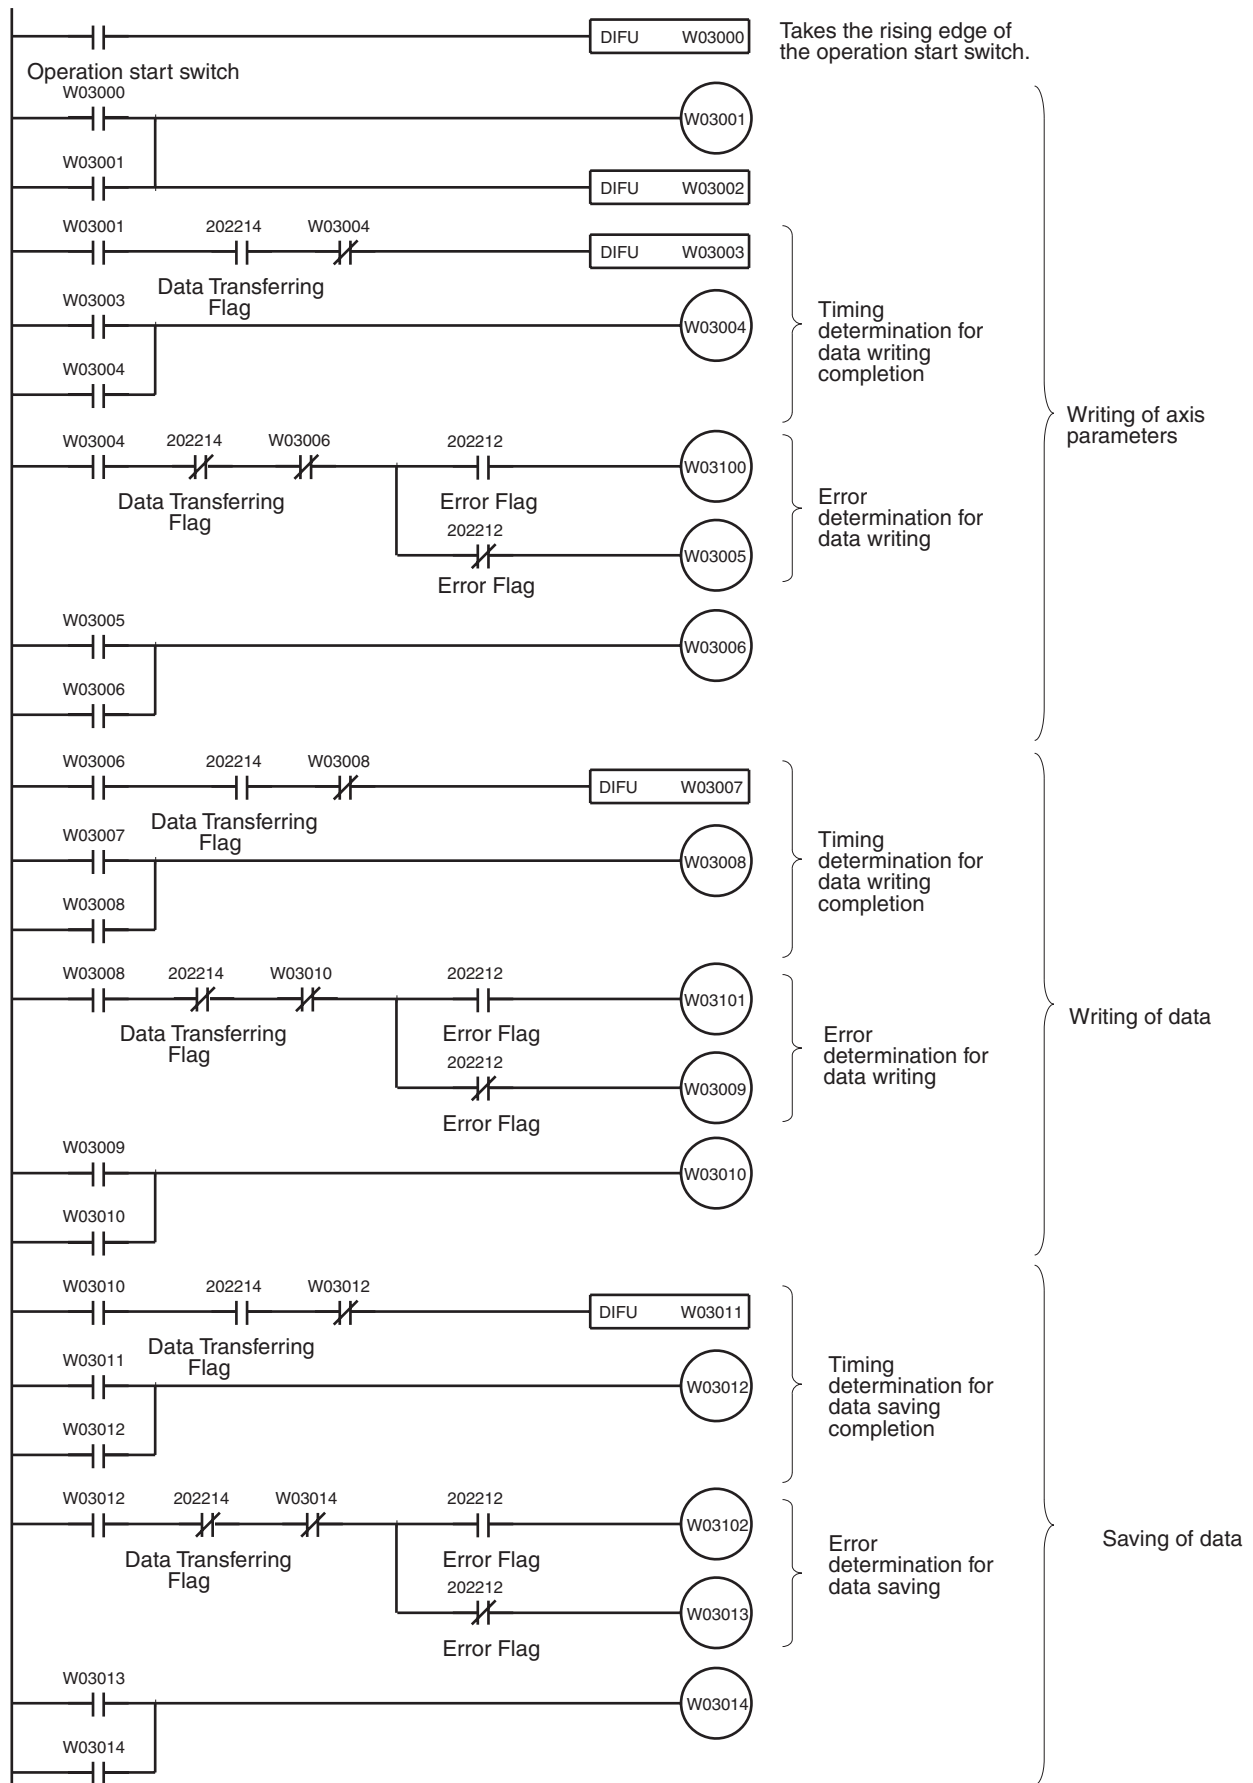 DIFU W03000
Takes the rising edge of
the operation start switch.
Operation start switch
W03000
W03001
W03001
DIFU W03002
W03001 202214 W03004
DIFU W03003
Data Transferring
Flag
W03003
W03004
W03004
Timing
determination for
data writing
completion
W03004 202214 W03006 202212
W03100
Data Transferring
Flag
Error Flag
202212
W03005
Error Flag
Error
determination for
data writing
W03005
W03006
W03006
Writing of axis
parameters
W03006 202214 W03008
DIFU W03007
Data Transferring
Flag
W03007
W03008
W03008
Timing
determination for
data writing
completion
W03008 202214 W03010 202212
W03101
Data Transferring
Flag
Error Flag
202212
W03009
Error Flag
Error
determination for
data writing
W03009
W03010
W03010
Writing of data
W03010 202214 W03012
DIFU W03011
Data Transferring
Flag
W03011
W03012
W03012
Timing
determination for
data saving
completion
W03012 202214 W03014 202212
W03102
Data Transferring
Flag
Error Flag
202212
W03013
Error Flag
Error
determination for
data saving
W03013
W03014
W03014
Saving of data